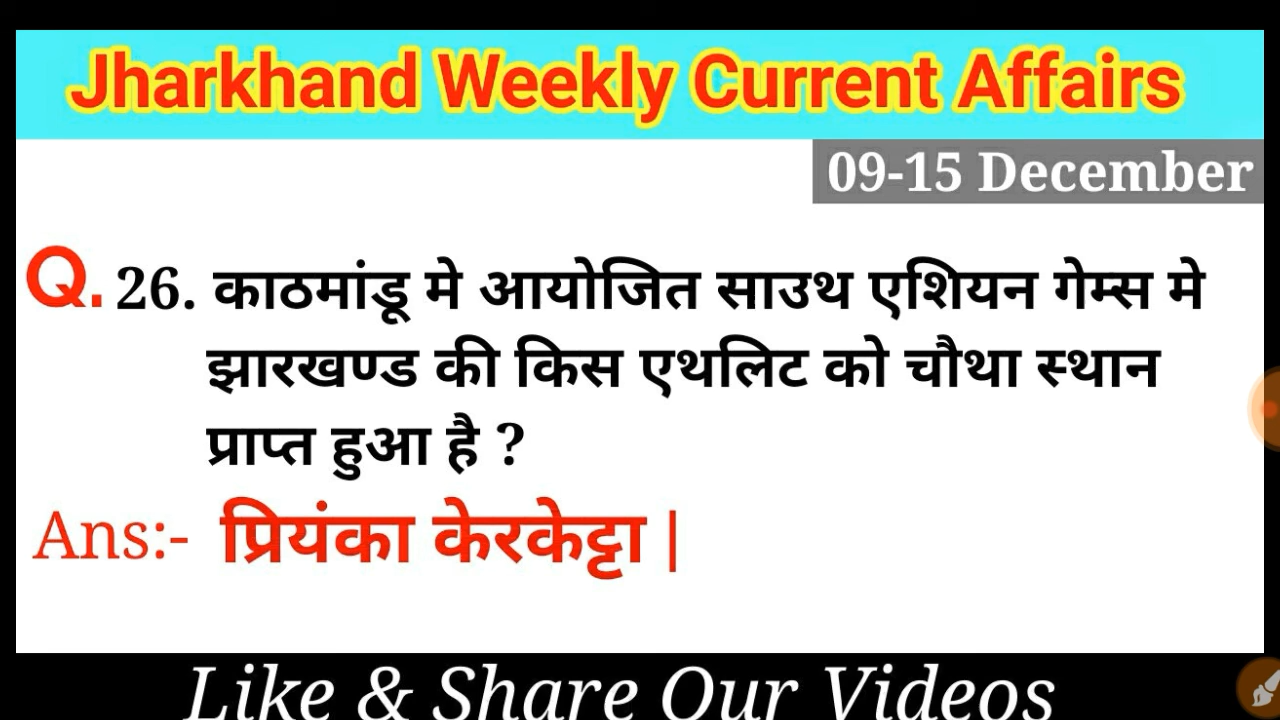 Jharkhand Weekly Current Affairs
09-15 December
Q. 26. काठमांडू मे आयोजित साउथ एशियन गेम्स मे
झारखण्ड की किस एथलिट को चौथा स्थान
प्राप्त हुआ है ?
Ans:- प्रियंका केरकेट्टा |
Like & Share Our Videos